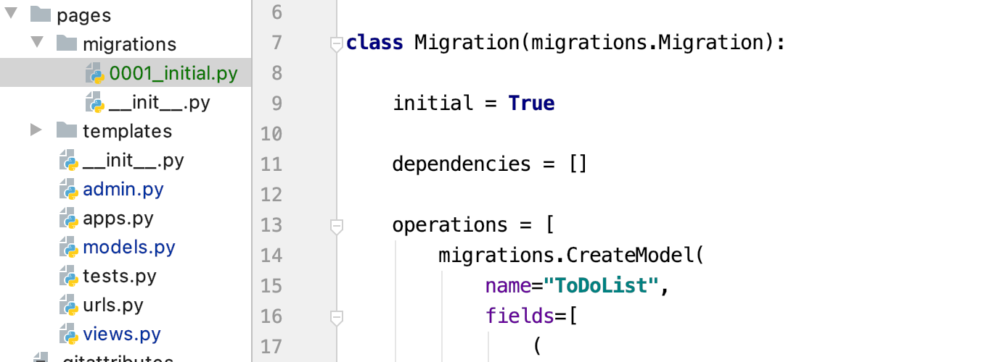 pages
migrations
0001_initial.py
__init__.py
templates
__init__.py
admin.py
apps.py
models.py
tests.py
urls.py
views.py
.gitattributes
6
7 class Migration(migrations.Migration):
8
9 initial = True
10
11 dependencies = []
12
13 operations = [
14 migrations.CreateModel(
15 name="ToDoList",
16 fields=[
17 (